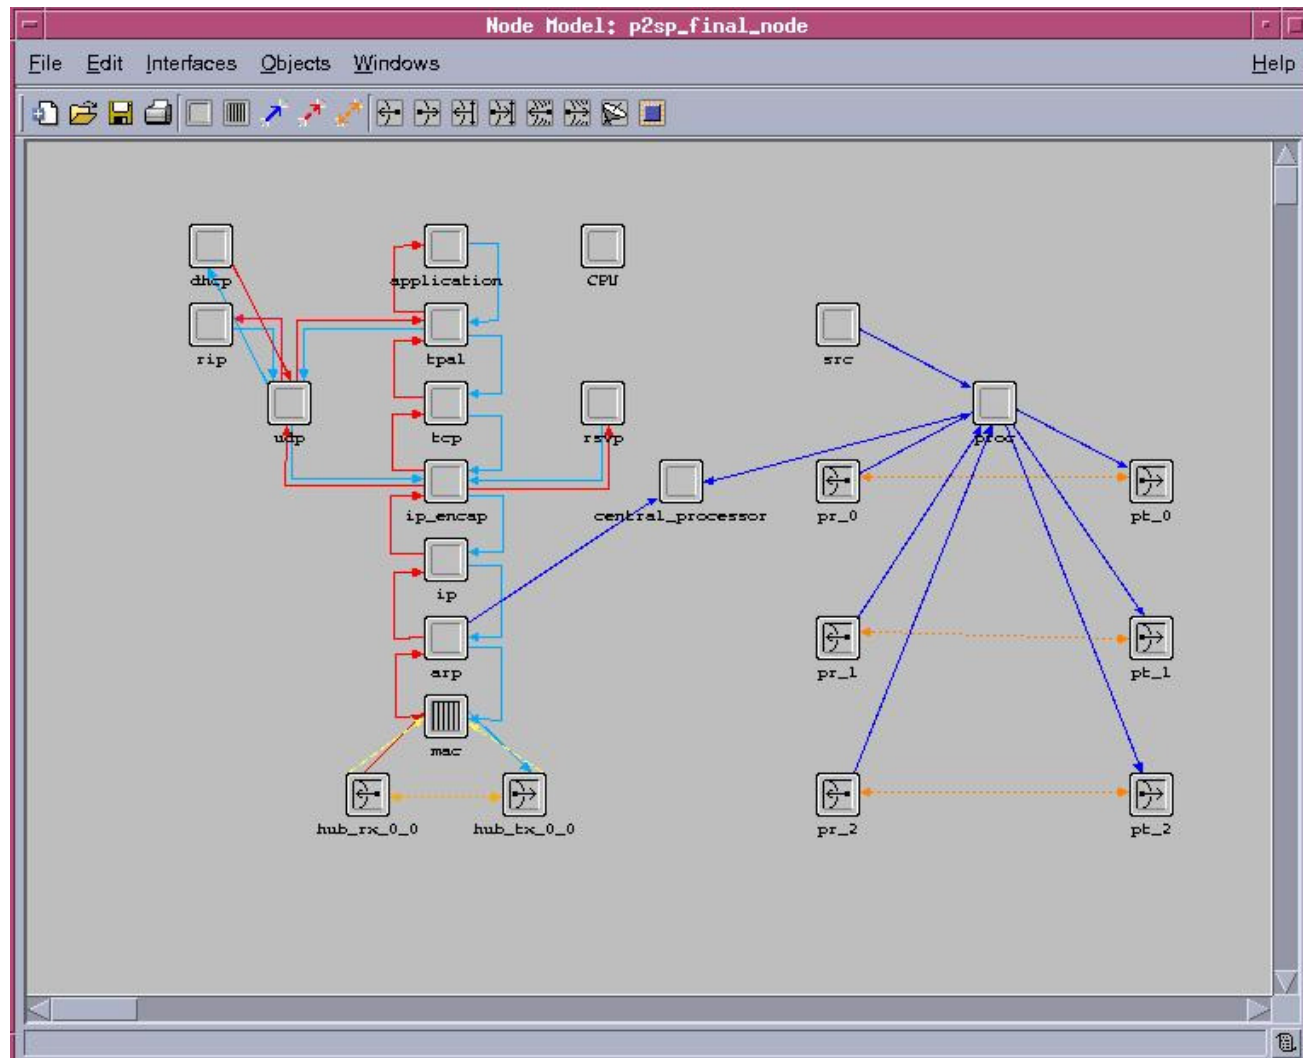 Node Model: p2sp_final_node
File Edit Interfaces Objects Windows Help
dhcp application CPU
rip tpal src
udp tcp rsvp proc
ip_encap central_processor pr_0 pt_0
ip
arp pr_1 pt_1
mac
hub_rx_0_0 hub_tx_0_0 pr_2 pt_2